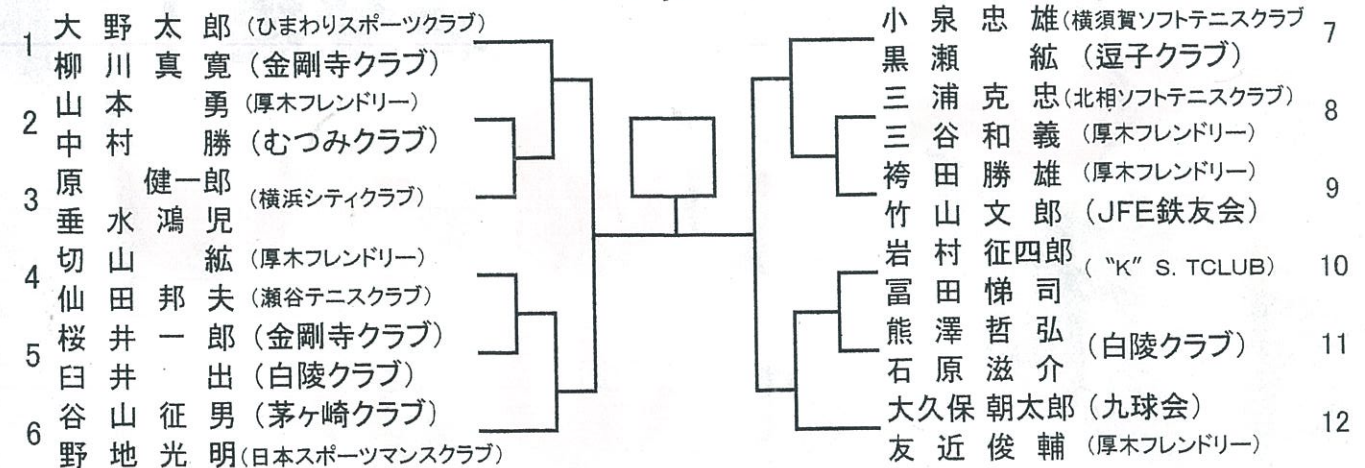 1
大野太郎(ひまわりスポーツクラブ)
柳川真寛(金剛寺クラブ)
2
山本 勇(厚木フレンドリー)
中村 勝(むつみクラブ)
3
原 健一郎
(横浜シティクラブ)
垂水鴻児
4
切山 紘(厚木フレンドリー)
仙田邦夫(瀬谷テニスクラブ)
5
桜井一郎(金剛寺クラブ)
臼井 出(白陵クラブ)
6
谷山征男(茅ヶ崎クラブ)
野地光明(日本スポーツマンスクラブ)
小泉忠雄(横須賀ソフトテニスクラブ
7
黒瀬 紘(逗子クラブ)
三浦克忠(北相ソフトテニスクラブ)
8
三谷和義(厚木フレンドリー)
袴田勝雄(厚木フレンドリー)
9
竹山文郎(JFE鉄友会)
岩村征四郎
(〝K〞S.TCLUB)
10
冨田悌司
熊澤哲弘
(白陵クラブ)
11
石原滋介
大久保朝太郎(九球会)
12
友近俊輔(厚木フレンドリー)